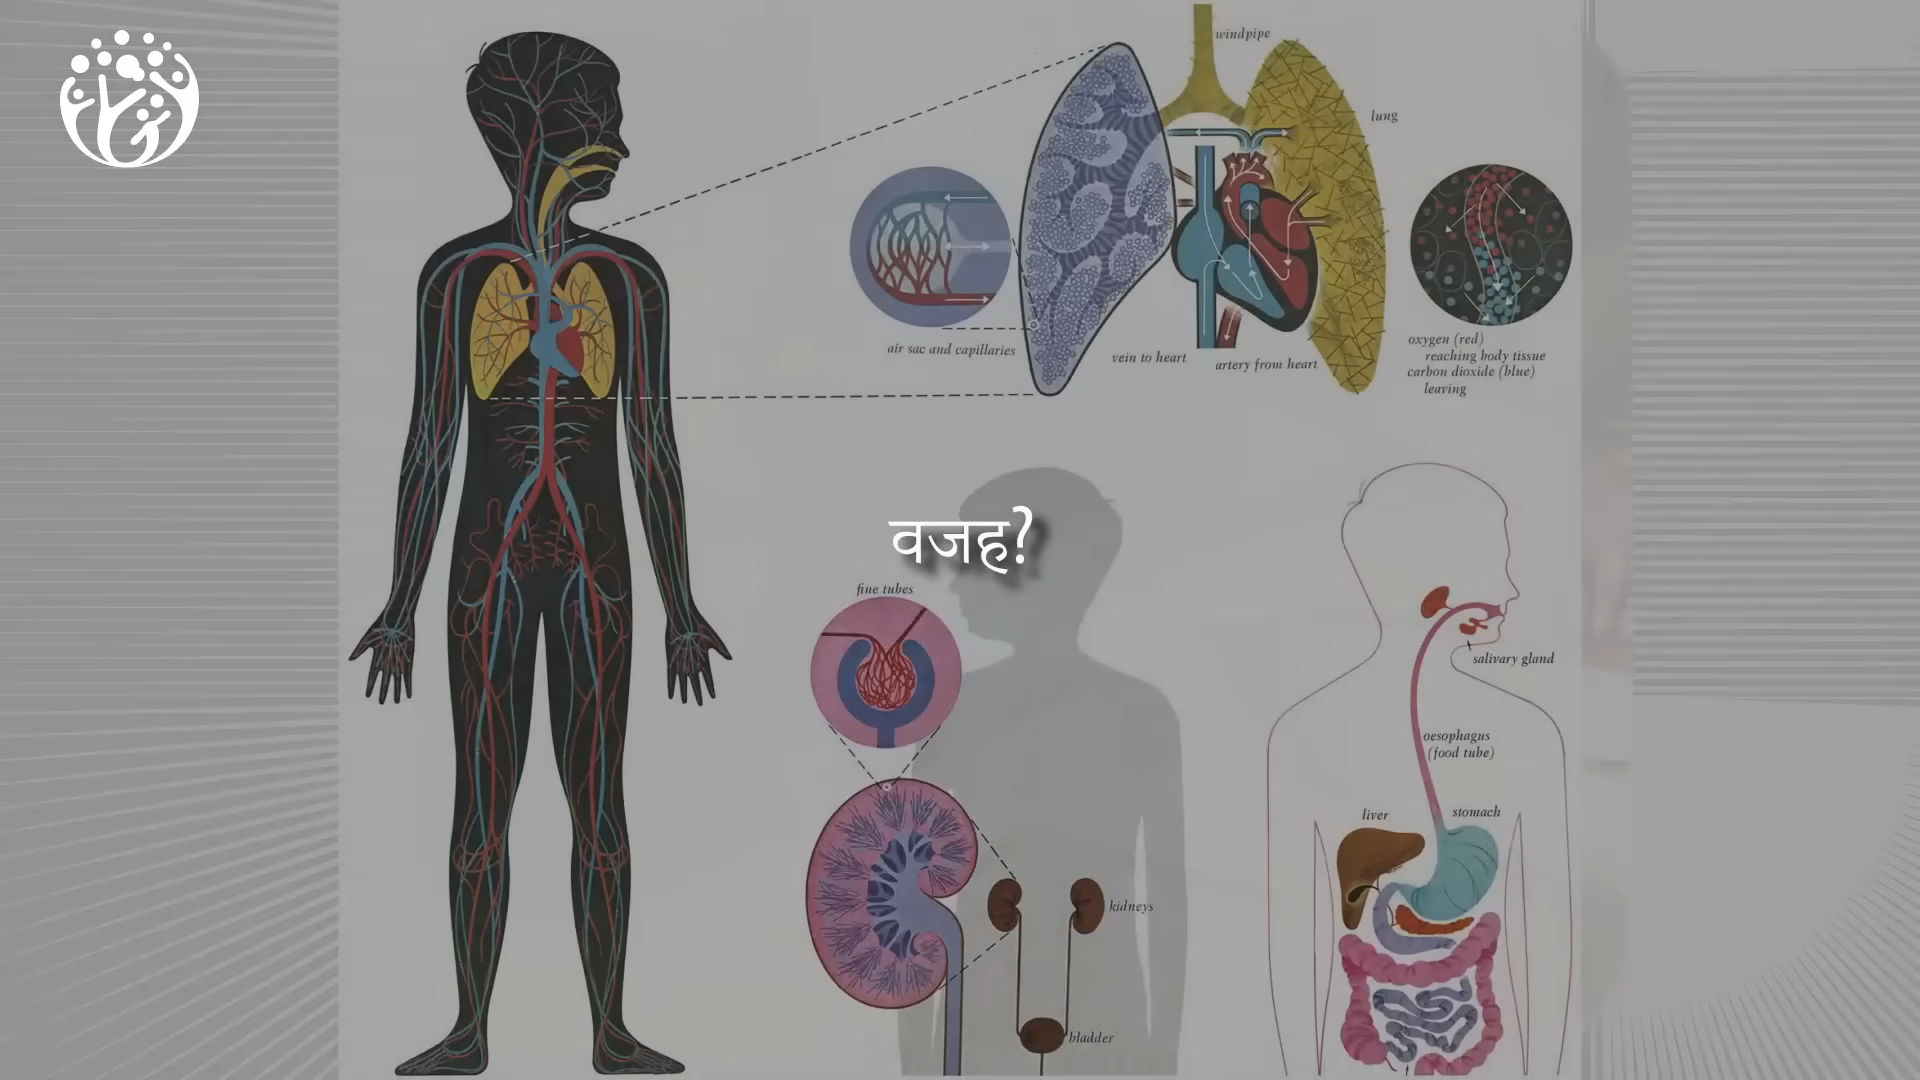 windpipe
lung
air sac and capillaries
vein to heart
artery from heart
oxygen (red)
reaching body tissue
carbon dioxide (blue)
leaving
वजह?
fine tubes
salivary gland
oesophagus
(food tube)
liver
stomach
kidneys
bladder